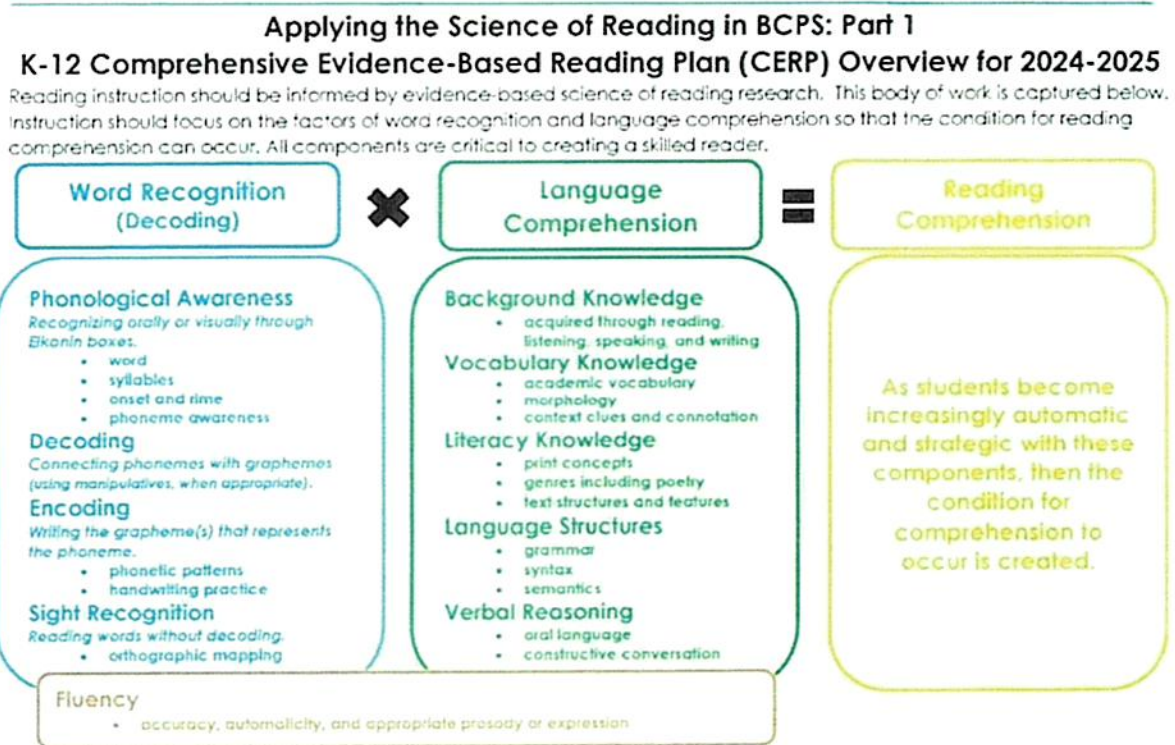 Applying the Science of Reading in BCPS: Part 1
K-12 Comprehensive Evidence-Based Reading Plan (CERP) Overview for 2024-2025
Reading instruction should be informed by evidence-based science of reading research. This body of work is captured below.
Instruction should focus on the factors of word recognition and language comprehension so that the condition for reading
comprehension can occur. All components are critical to creating a skilled reader.
Word Recognition
(Decoding)
✖
Language
Comprehension
=
Reading
Comprehension
Phonological Awareness
Recognizing orally or visually through
Elkonin boxes.
• word
• syllables
• onset and rime
• phoneme awareness
Decoding
Connecting phonemes with graphemes
(using manipulatives, when appropriate).
Encoding
Writing the grapheme(s) that represents
the phoneme.
• phonetic patterns
• handwriting practice
Sight Recognition
Reading words without decoding.
• orthographic mapping
Background Knowledge
• acquired through reading,
listening, speaking, and writing
Vocabulary Knowledge
• academic vocabulary
• morphology
• context clues and connotation
Literacy Knowledge
• print concepts
• genres including poetry
• text structures and features
Language Structures
• grammar
• syntax
• semantics
Verbal Reasoning
• oral language
• constructive conversation
As students become
increasingly automatic
and strategic with these
components, then the
condition for
comprehension to
occur is created.
Fluency
• accuracy, automaticity, and appropriate prosody or expression